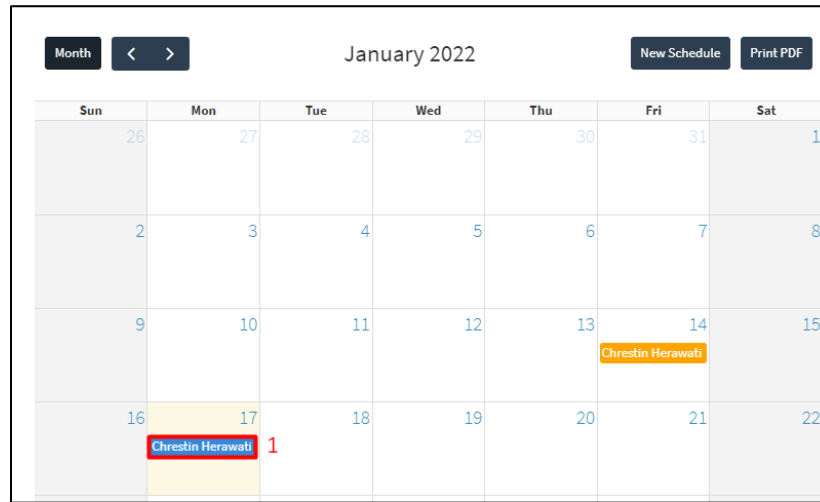 Month < > January 2022 New Schedule Print PDF
Sun Mon Tue Wed Thu Fri Sat
26 27 28 29 30 31 1
2 3 4 5 6 7 8
9 10 11 12 13 14 15
Chrestin Herawati
16 17 18 19 20 21 22
Chrestin Herawati 1